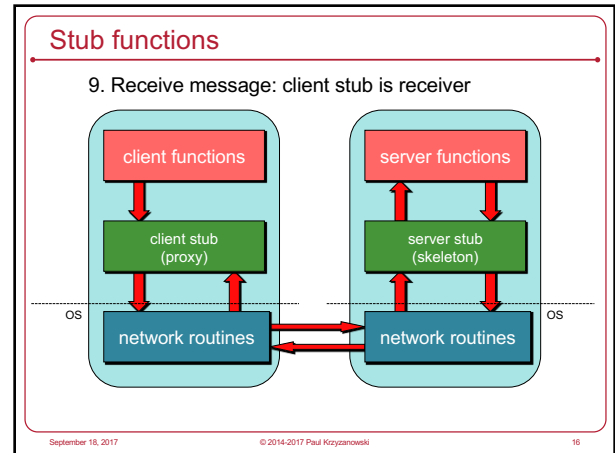 Stub functions
9. Receive message: client stub is receiver
client functions
server functions
client stub
(proxy)
server stub
(skeleton)
OS
OS
network routines
network routines
September 18, 2017
© 2014-2017 Paul Krzyzanowski
16